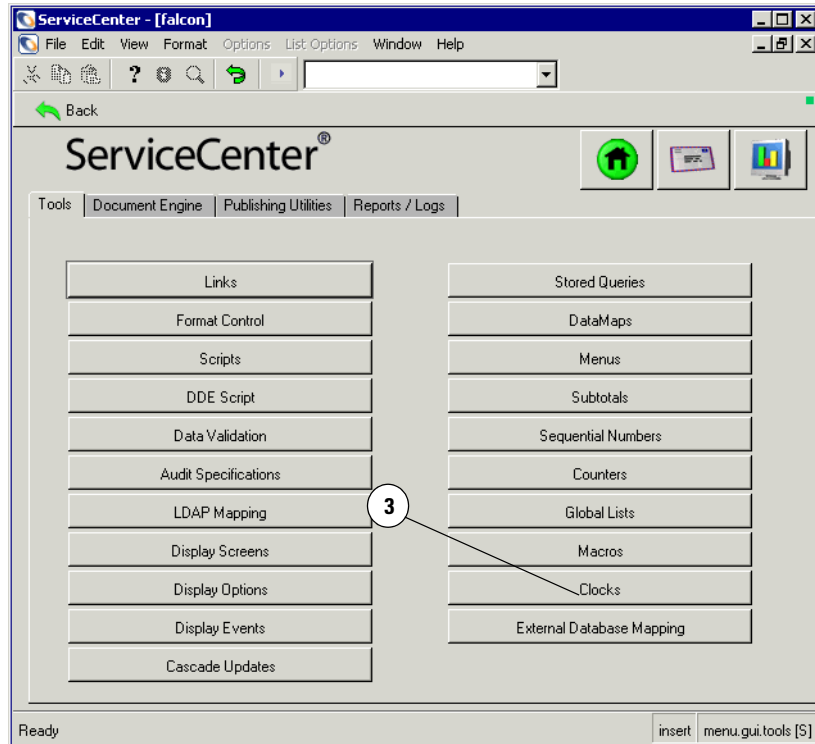 ServiceCenter - [falcon]
File Edit View Format Options List Options Window Help
?
Back
ServiceCenter®
Tools Document Engine Publishing Utilities Reports / Logs
Links Stored Queries
Format Control DataMaps
Scripts Menus
DDE Script Subtotals
Data Validation Sequential Numbers
Audit Specifications Counters
LDAP Mapping 3 Global Lists
Display Screens Macros
Display Options Clocks
Display Events External Database Mapping
Cascade Updates
Ready insert menu.gui.tools [S]